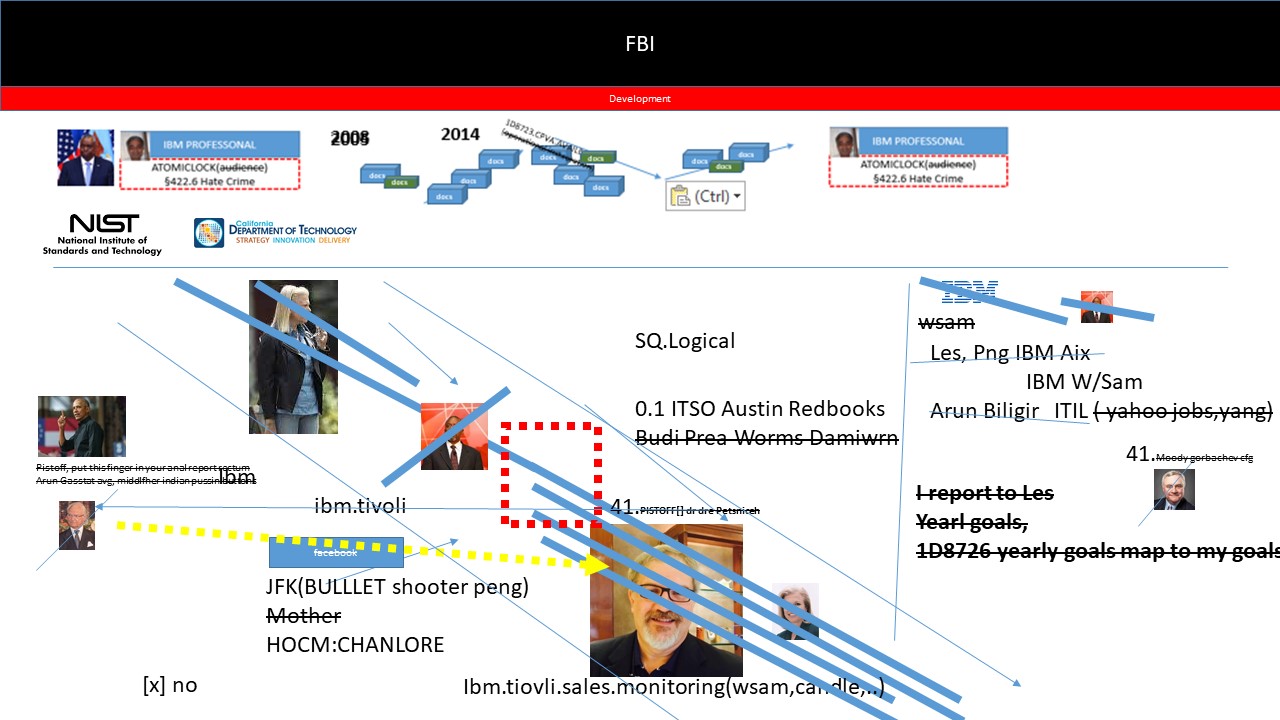 FBI
Development
IBM PROFESSONAL
ATOMICLOCK(audience)
§422.6 Hate Crime
2008
2009
2014
1D8723.CPVA.
docs
docs
docs
docs
docs
docs
docs
docs
docs
docs
docs
docs
(Ctrl)
IBM PROFESSONAL
ATOMICLOCK(audience)
§422.6 Hate Crime
NIST
National Institute of
Standards and Technology
California
DEPARTMENT OF TECHNOLOGY
STRATEGY INNOVATION DELIVERY
IBM
wsam
SQ.Logical
Les, Png IBM Aix
IBM W/Sam
0.1 ITSO Austin Redbooks
Arun Biligir ITIL ( yahoo jobs,yang)
Budi Prea Worms Damiwrn
41.Moody gorbachev cfg
Pistoff, put this finger in your anal report rectum
Arun Gasstat avg, middlfher indian pussin buttons
Ibm
I report to Les
ibm.tivoli
41.PISTOFF[] dr dre Petsniceh
Yearl goals,
1D8726 yearly goals map to my goals
facebook
JFK(BULLLET shooter peng)
Mother
HOCM:CHANLORE
[x] no
Ibm.tiovli.sales.monitoring(wsam,candle,..)